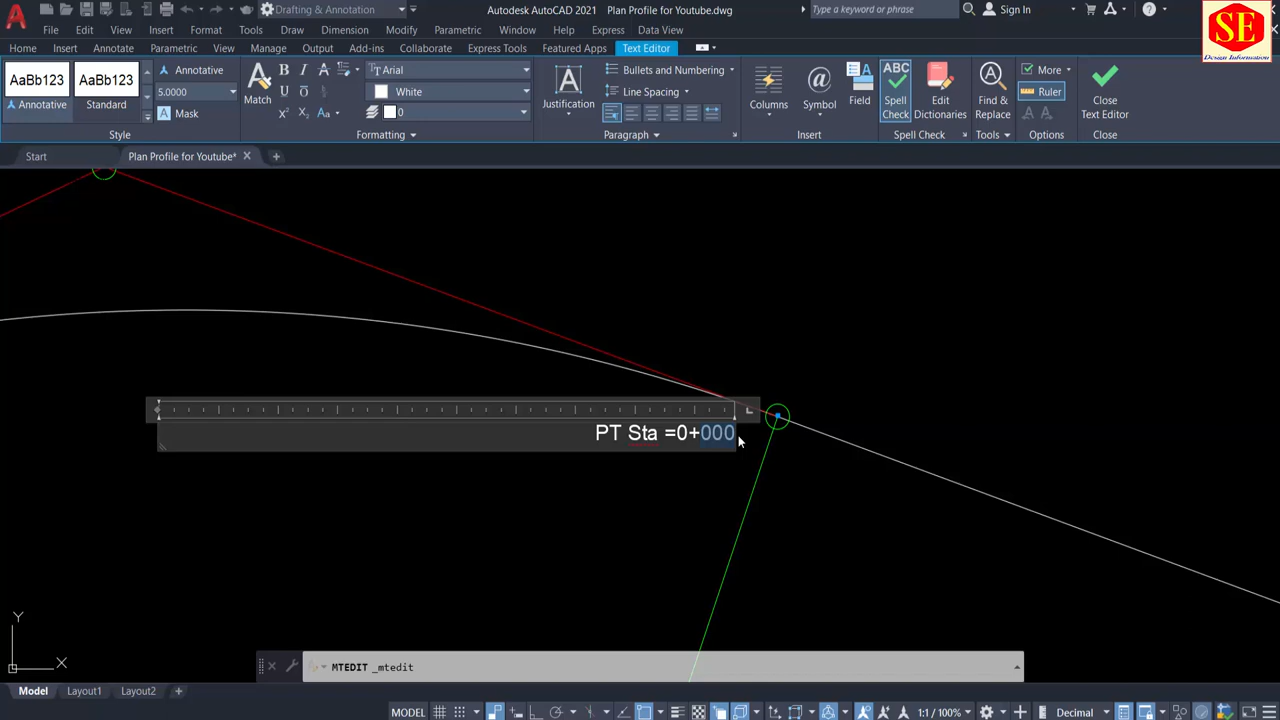 Drafting & Annotation
Autodesk AutoCAD 2021 Plan Profile for Youtube.dwg
Type a keyword or phrase
Sign In
SE
Design Information
File Edit View Insert Format Tools Draw Dimension Modify Parametric Window Help Express
Home Insert Annotate Parametric View Manage Output Add-ins Collaborate Express Tools Featured Apps Text Editor
AaBb123 AaBb123
Annotative Standard
Annotative
5.0000
Mask
Style
Match
B I A
U O
Aa
Arial
White
0
Formatting
Justification
Bullets and Numbering
Line Spacing
Paragraph
Columns
Symbol
Field
Insert
ABC
Spell Check
Edit Dictionaries
Spell Check
Find & Replace
Tools
More
Ruler
Options
Close Text Editor
Close
Start Plan Profile for Youtube*
PT Sta =0+000
Y
X
MTEDIT _mtedit
Model Layout1 Layout2
MODEL 1:1 / 100% Decimal